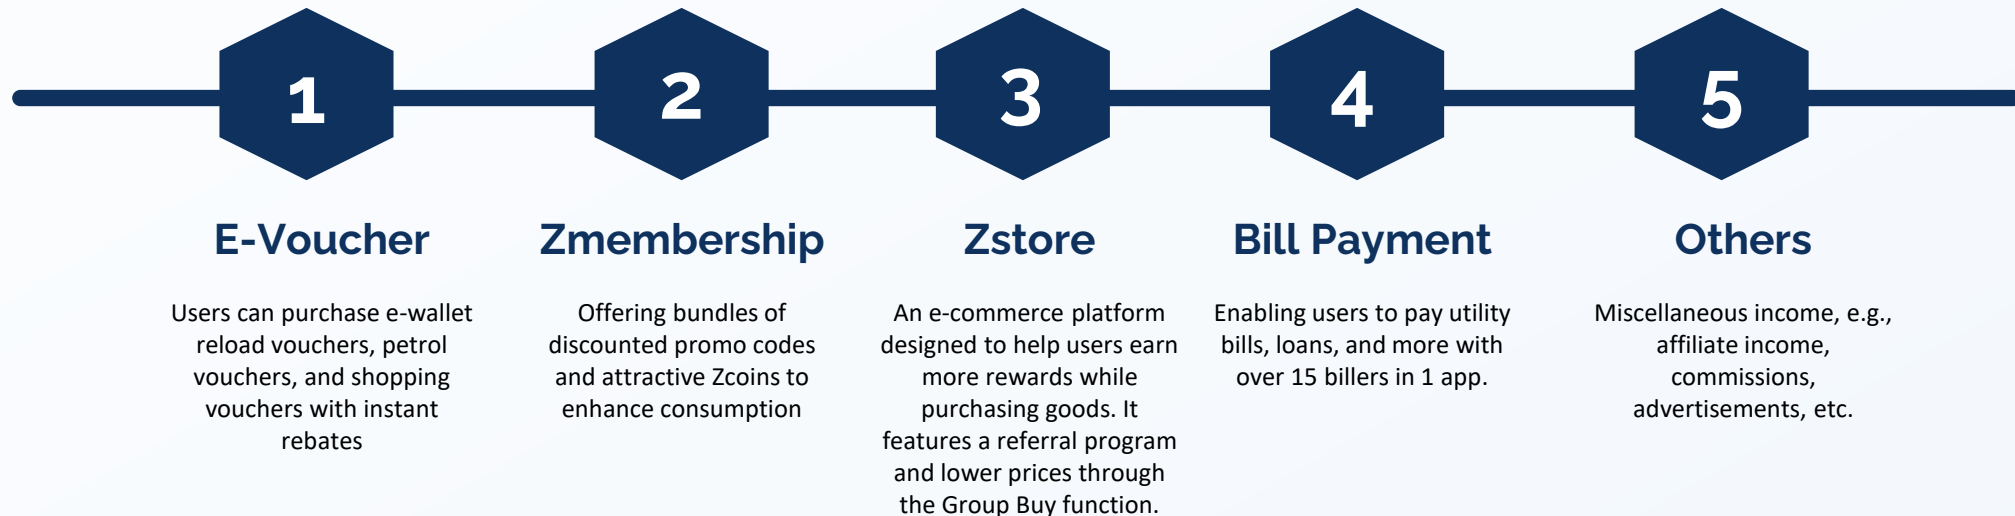 1
2
3
4
5
E-Voucher
Users can purchase e-wallet
reload vouchers, petrol
vouchers, and shopping
vouchers with instant
rebates
Zmembership
Offering bundles of
discounted promo codes
and attractive Zcoins to
enhance consumption
Zstore
An e-commerce platform
designed to help users earn
more rewards while
purchasing goods. It
features a referral program
and lower prices through
the Group Buy function.
Bill Payment
Enabling users to pay utility
bills, loans, and more with
over 15 billers in 1 app.
Others
Miscellaneous income, e.g.,
affiliate income,
commissions,
advertisements, etc.